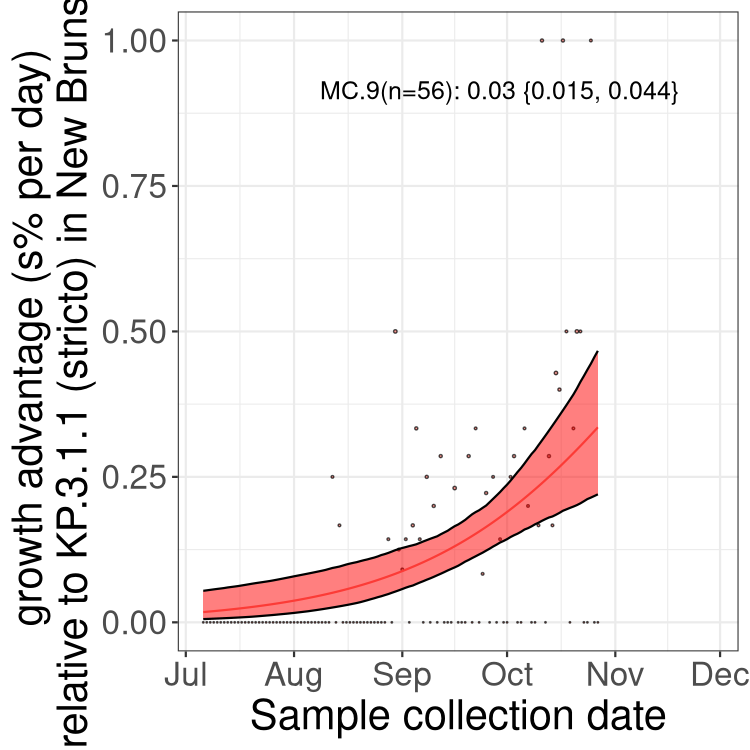 growth advantage (s% per day)
relative to KP.3.1.1 (stricto) in New Bruns
1.00
0.75
0.50
0.25
0.00
MC.9(n=56): 0.03 {0.015, 0.044}
Jul Aug Sep Oct Nov Dec
Sample collection date